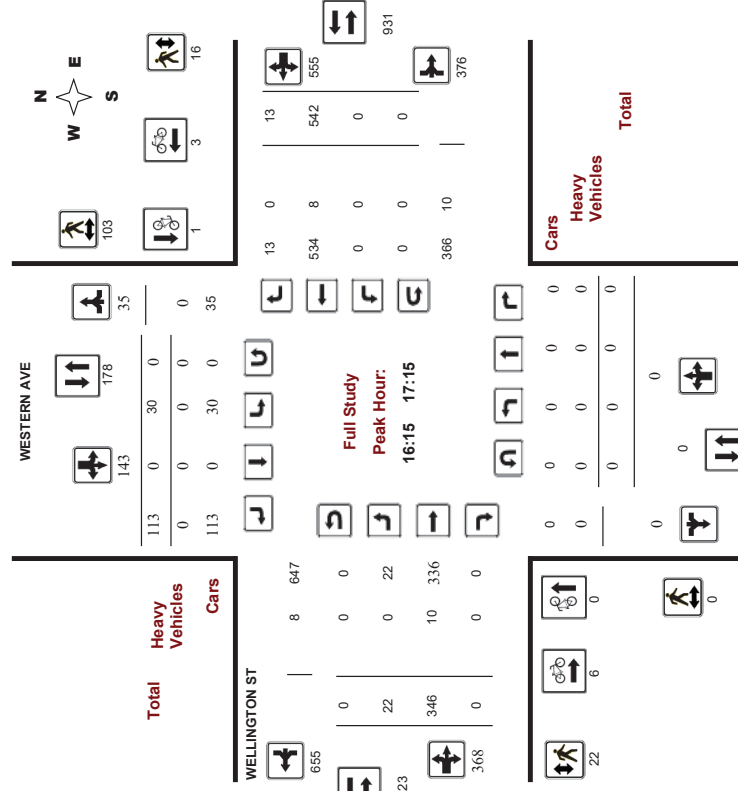 N
W
E
S
16
3
103
1
931
555
376
13
542
0
0
13 0
534 8
0 0
0 0
366 10
WESTERN AVE
35
178
143
0
35
113 0 30 0
0 0 0 0
113 0 30 0
Full Study
Peak Hour:
16:15 17:15
Cars
Heavy
Vehicles
Total
0 0 0 0
0 0 0 0
0 0 0 0
0
0
0
0
0
0
Total
Heavy
Vehicles
Cars
WELLINGTON ST
8 647
0 0
0 22
10 336
0 0
0
22
346
0
655
23
368
0
6
22
0